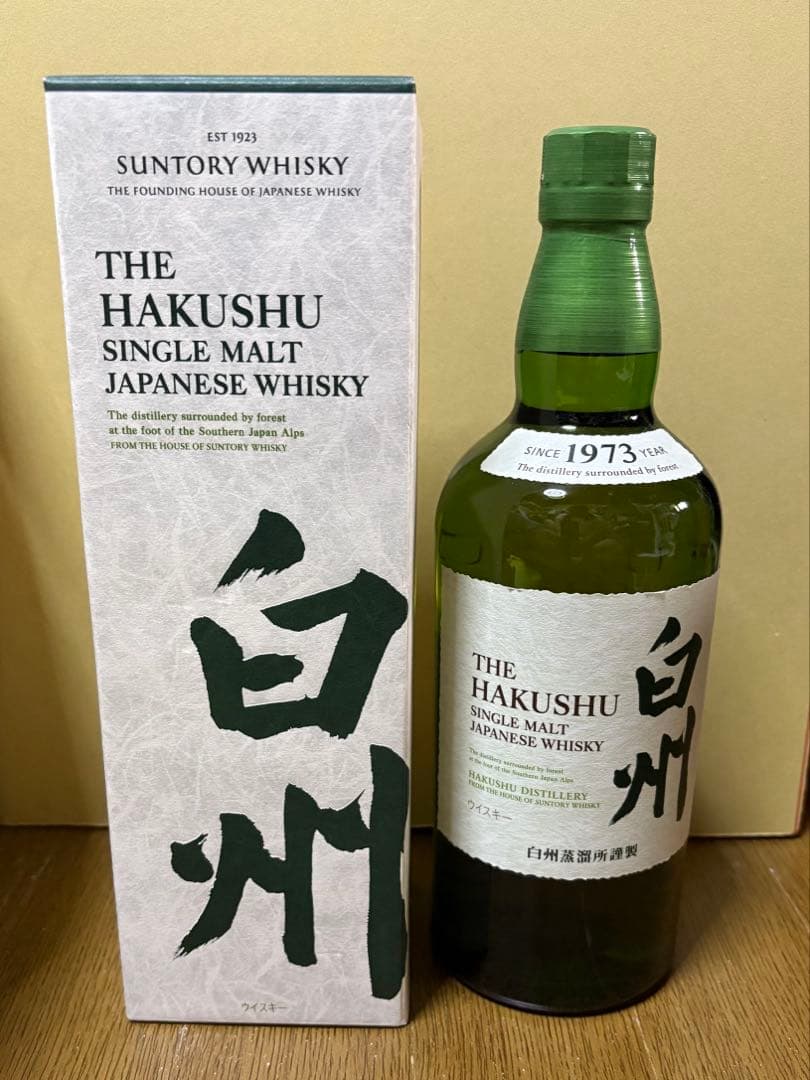 EST 1923
SUNTORY WHISKY
THE FOUNDING HOUSE OF JAPANESE WHISKY
THE
HAKUSHU
SINGLE MALT
JAPANESE WHISKY
The distillery surrounded by forest
at the foot of the Southern Japan Alps
FROM THE HOUSE OF SUNTORY WHISKY
白州
ウイスキー
SINCE 1973 YEAR
The distillery surrounded by forest
THE
HAKUSHU
SINGLE MALT
JAPANESE WHISKY
The distillery surrounded by forest
at the foot of the Southern Japan Alps
HAKUSHU DISTILLERY
FROM THE HOUSE OF SUNTORY WHISKY
ウイスキー
白州
白州蒸溜所謹製